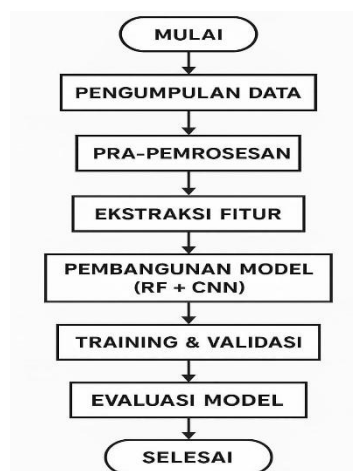 MULAI
PENGUMPULAN DATA
PRA-PEMROSESAN
EKSTRAKSI FITUR
PEMBANGUNAN MODEL
(RF + CNN)
TRAINING & VALIDASI
EVALUASI MODEL
SELESAI